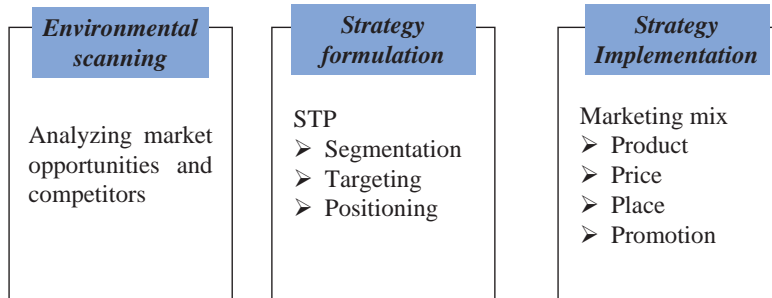 Environmental
scanning
Analyzing market
opportunities and
competitors
Strategy
formulation
STP
➢ Segmentation
➢ Targeting
➢ Positioning
Strategy
Implementation
Marketing mix
➢ Product
➢ Price
➢ Place
➢ Promotion